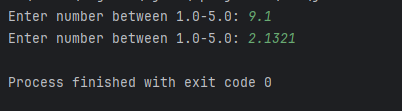 Enter number between 1.0-5.0: 9.1
Enter number between 1.0-5.0: 2.1321
Process finished with exit code 0